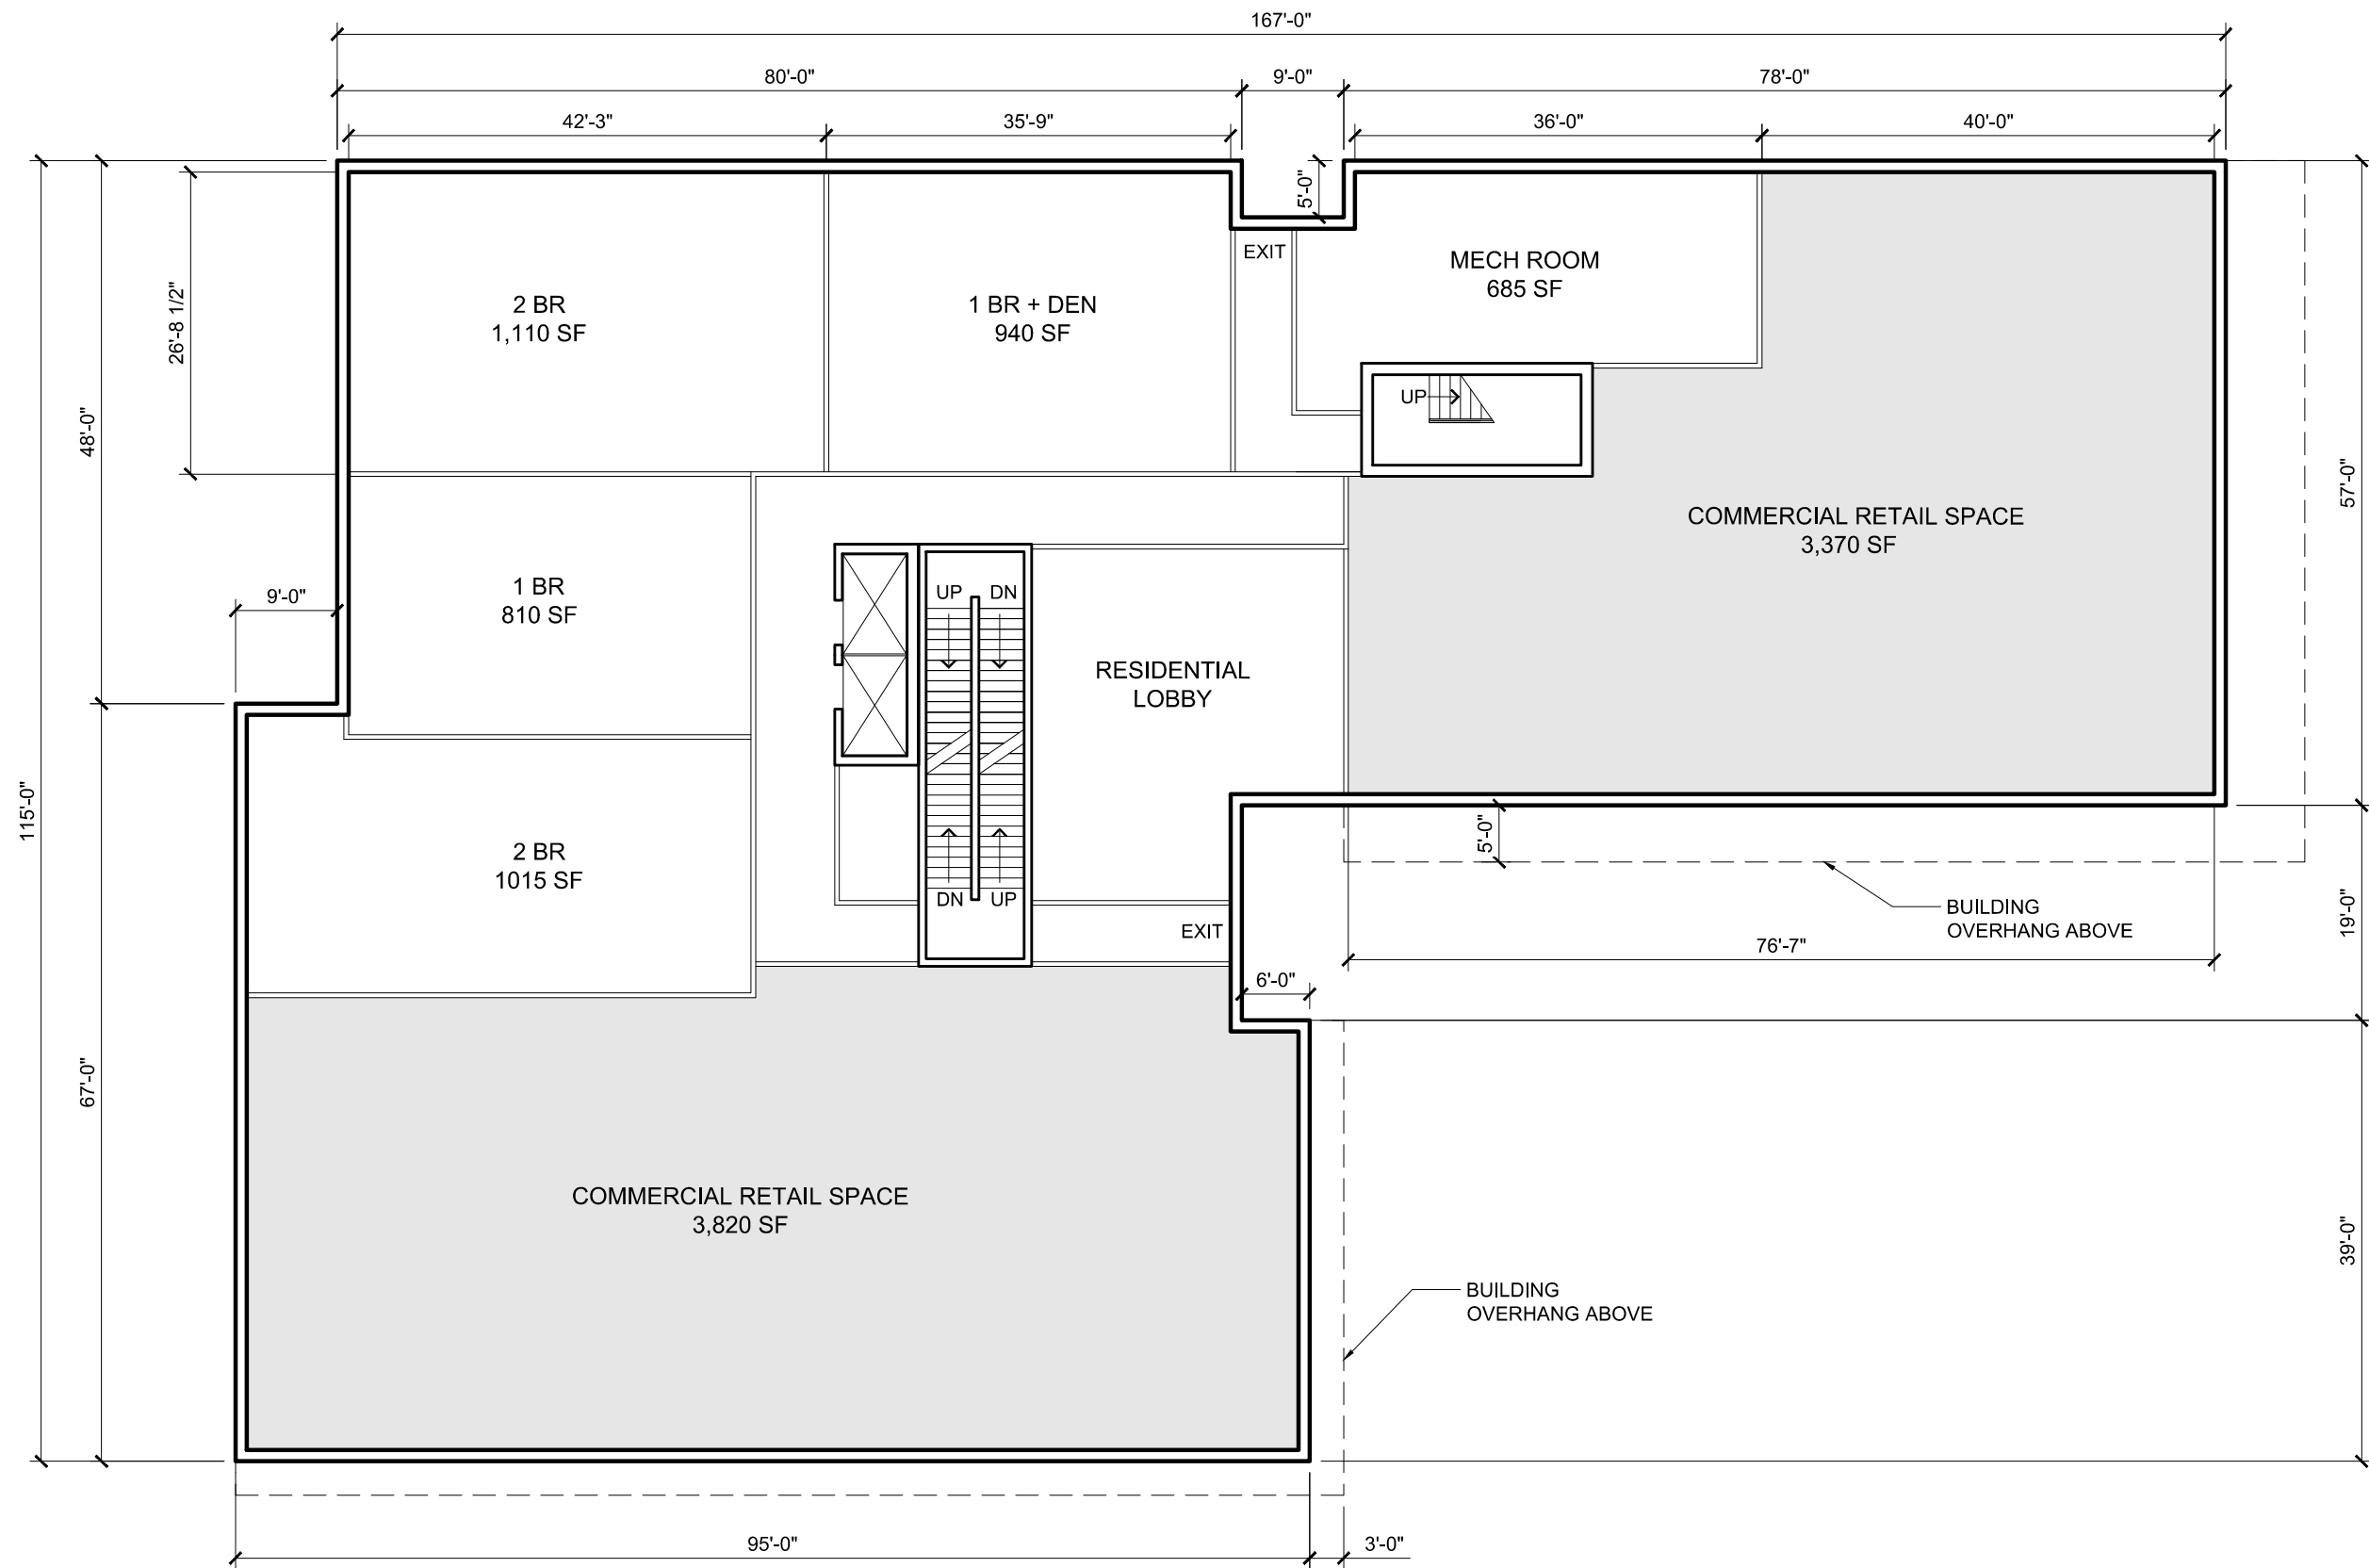 167'-0"
80'-0"
9'-0"
78'-0"
42'-3"
35'-9"
36'-0"
40'-0"
5'-0"
26'-8 1/2"
48'-0"
115'-0"
67'-0"
9'-0"
57'-0"
19'-0"
39'-0"
EXIT
MECH ROOM
685 SF
2 BR
1,110 SF
1 BR + DEN
940 SF
UP
COMMERCIAL RETAIL SPACE
3,370 SF
1 BR
810 SF
UP
DN
RESIDENTIAL
LOBBY
2 BR
1015 SF
DN
UP
EXIT
5'-0"
BUILDING
OVERHANG ABOVE
76'-7"
6'-0"
COMMERCIAL RETAIL SPACE
3,820 SF
BUILDING
OVERHANG ABOVE
95'-0"
3'-0"